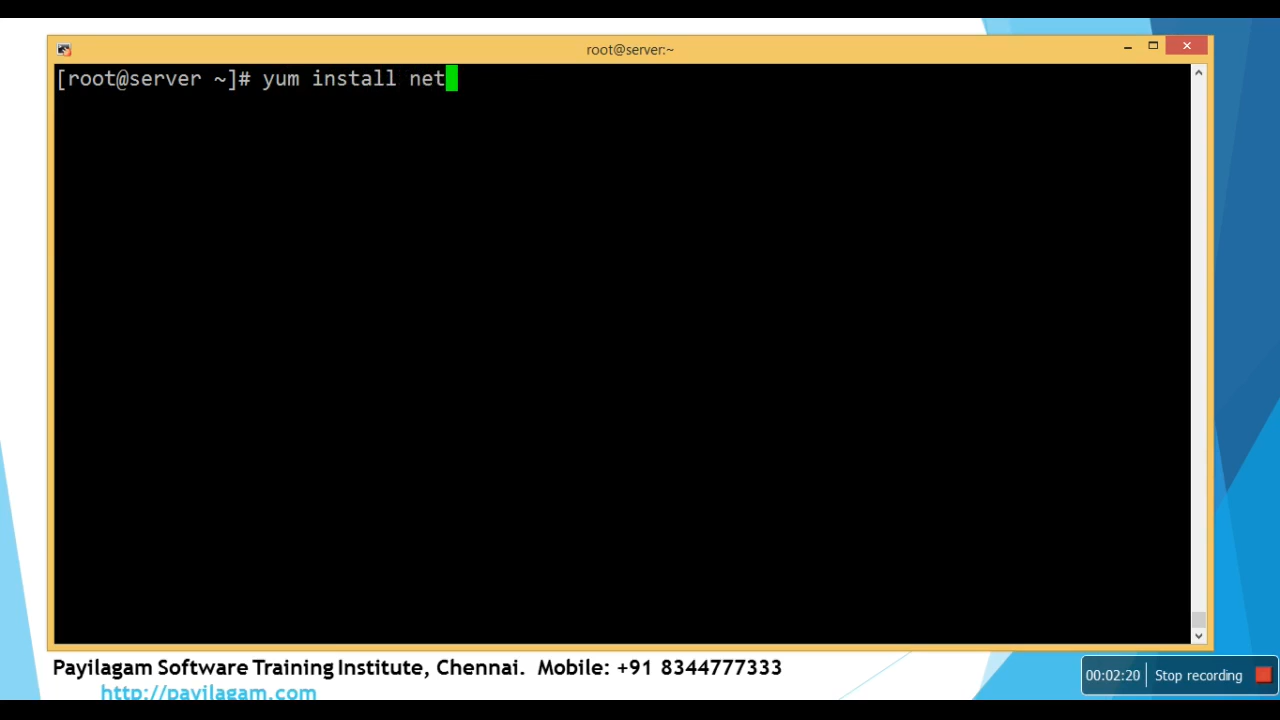 root@server:~
[root@server ~]# yum install net
Payilagam Software Training Institute, Chennai. Mobile: +91 8344777333
http://payilagam.com
00:02:20 Stop recording